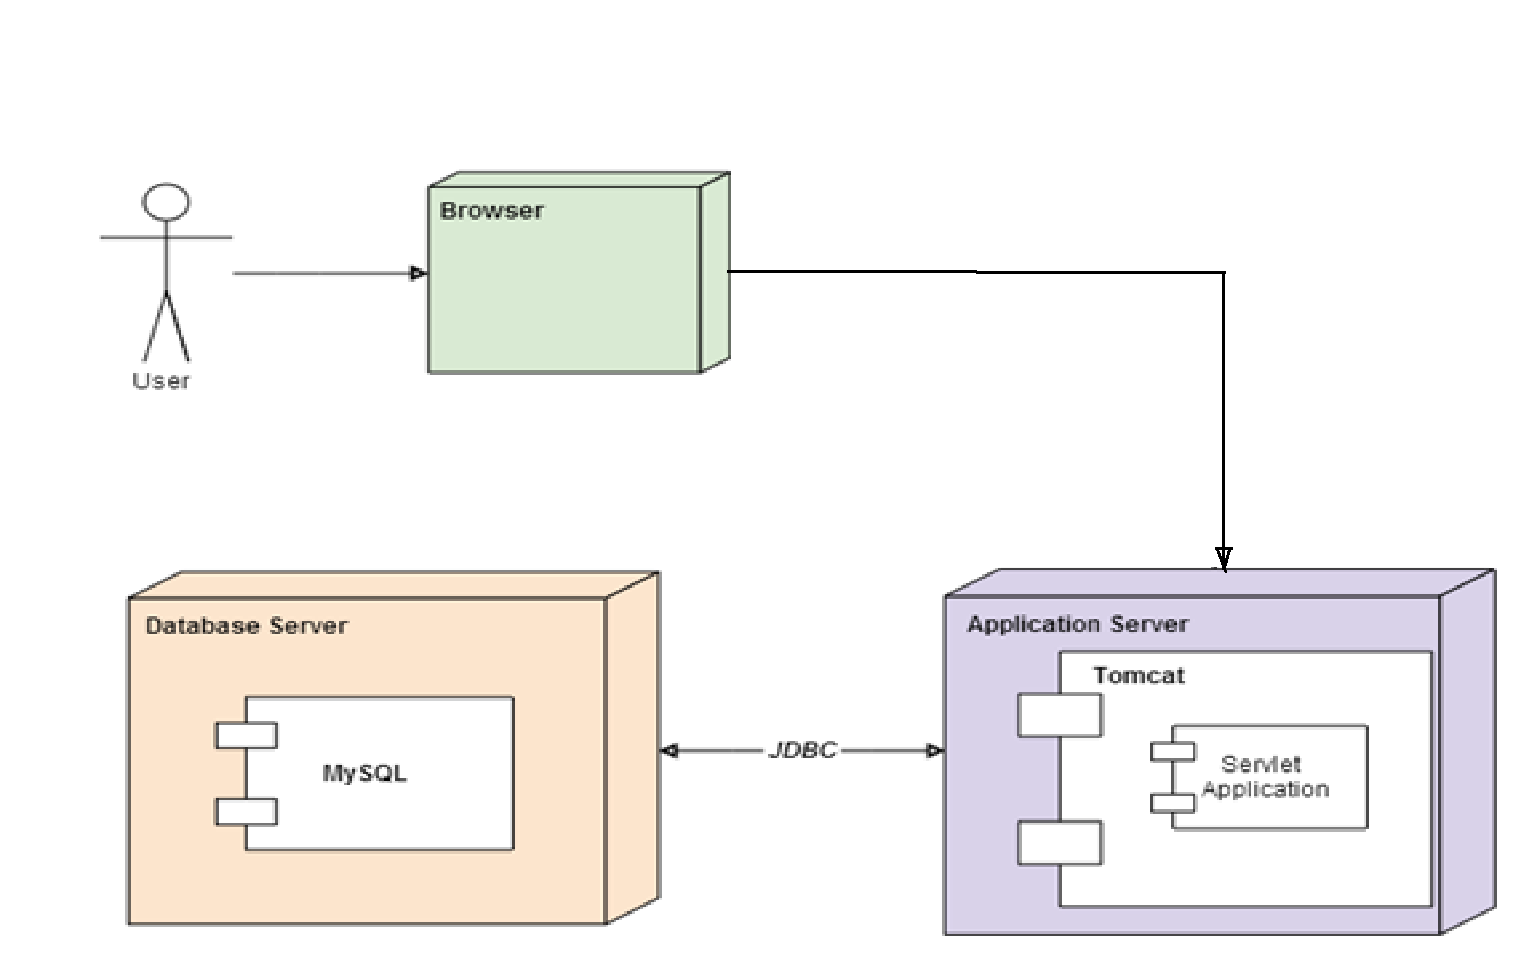 Browser
User
Database Server
MySQL
JDBC
Application Server
Tomcat
Servlet
Application